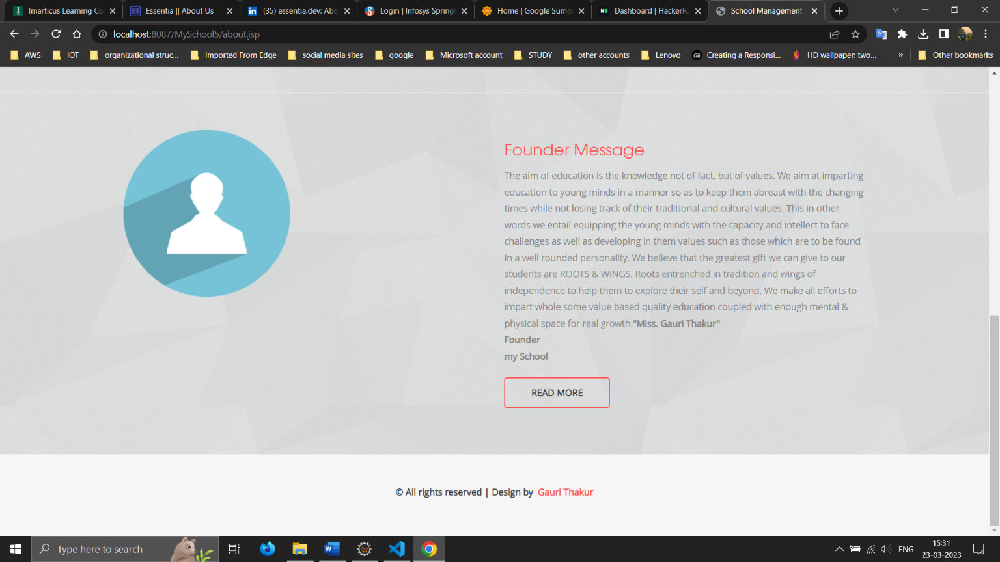 Imarticus Learning Co
Essentia || About Us
(35) essentia.dev: Abo
Login | Infosys Spring
Home | Google Summ
Dashboard | HackerRa
School Management S
localhost:8087/MySchool5/about.jsp
AWS
IOT
organizational struc...
Imported From Edge
social media sites
google
Microsoft account
STUDY
other accounts
Lenovo
Creating a Responsi...
HD wallpaper: two...
»
Other bookmarks
Founder Message
The aim of education is the knowledge not of fact, but of values. We aim at imparting
education to young minds in a manner so as to keep them abreast with the changing
times while not losing track of their traditional and cultural values. This in other
words we entail equipping the young minds with the capacity and intellect to face
challenges as well as developing in them values such as those which are to be found
in a well rounded personality. We believe that the greatest gift we can give to our
students are ROOTS & WINGS. Roots entrenched in tradition and wings of
independence to help them to explore their self and beyond. We make all efforts to
impart whole some value based quality education coupled with enough mental &
physical space for real growth."Miss. Gauri Thakur"
Founder
my School
READ MORE
© All rights reserved | Design by Gauri Thakur
Type here to search
ENG
15:31
23-03-2023